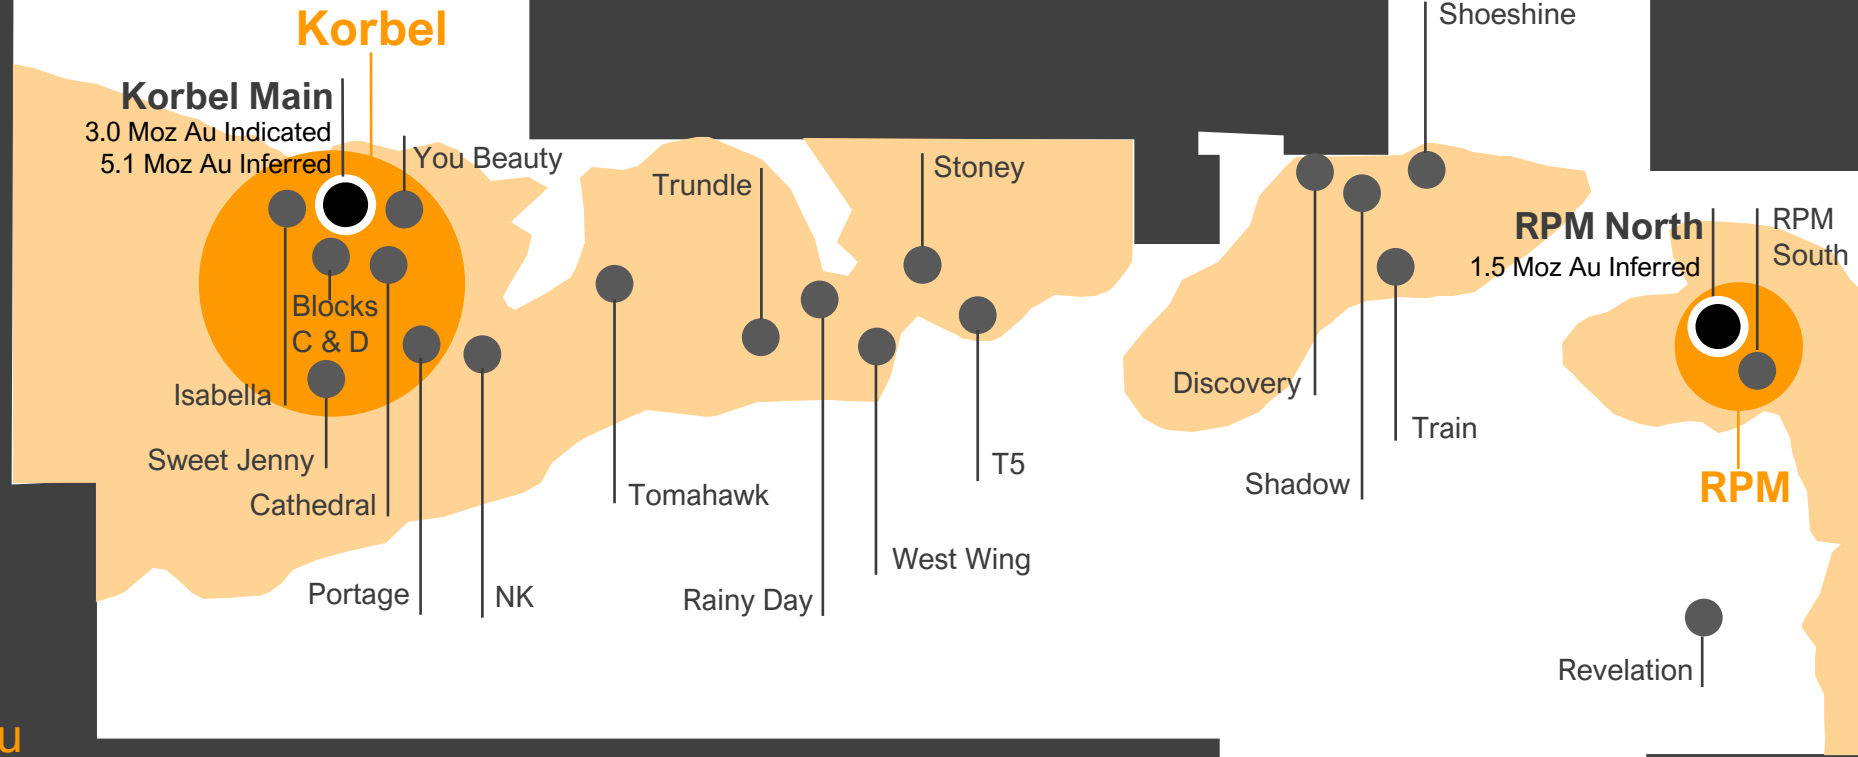 Shoeshine
Korbel
Korbel Main
3.0 Moz Au Indicated
5.1 Moz Au Inferred
You Beauty
Trundle
Stoney
RPM North
1.5 Moz Au Inferred
RPM
South
Blocks
C & D
Isabella
Discovery
Train
Sweet Jenny
T5
Shadow
RPM
Cathedral
Tomahawk
West Wing
Portage
NK
Rainy Day
Revelation
u